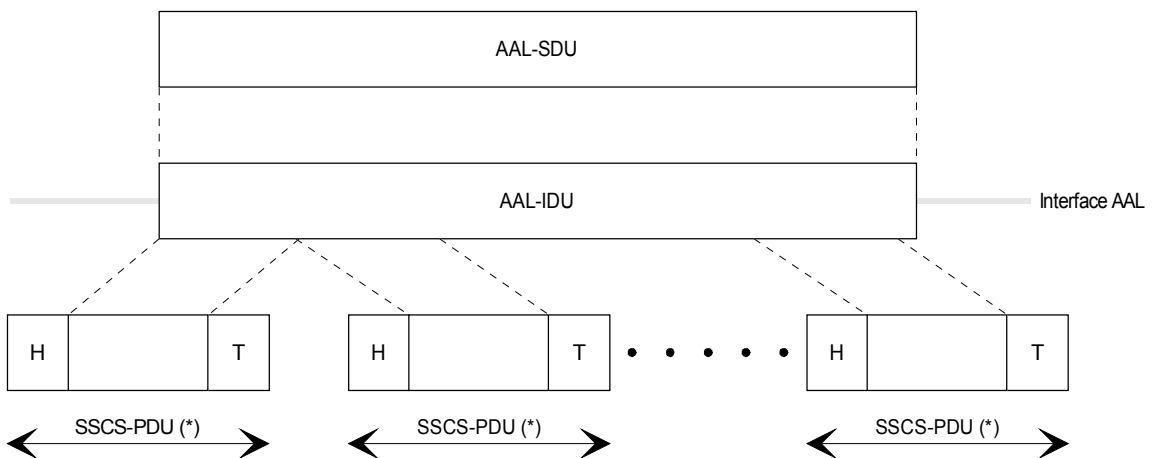 AAL-SDU
AAL-IDU
Interface AAL
H
T
H
T
H
T
SSCS-PDU (*)
SSCS-PDU (*)
SSCS-PDU (*)